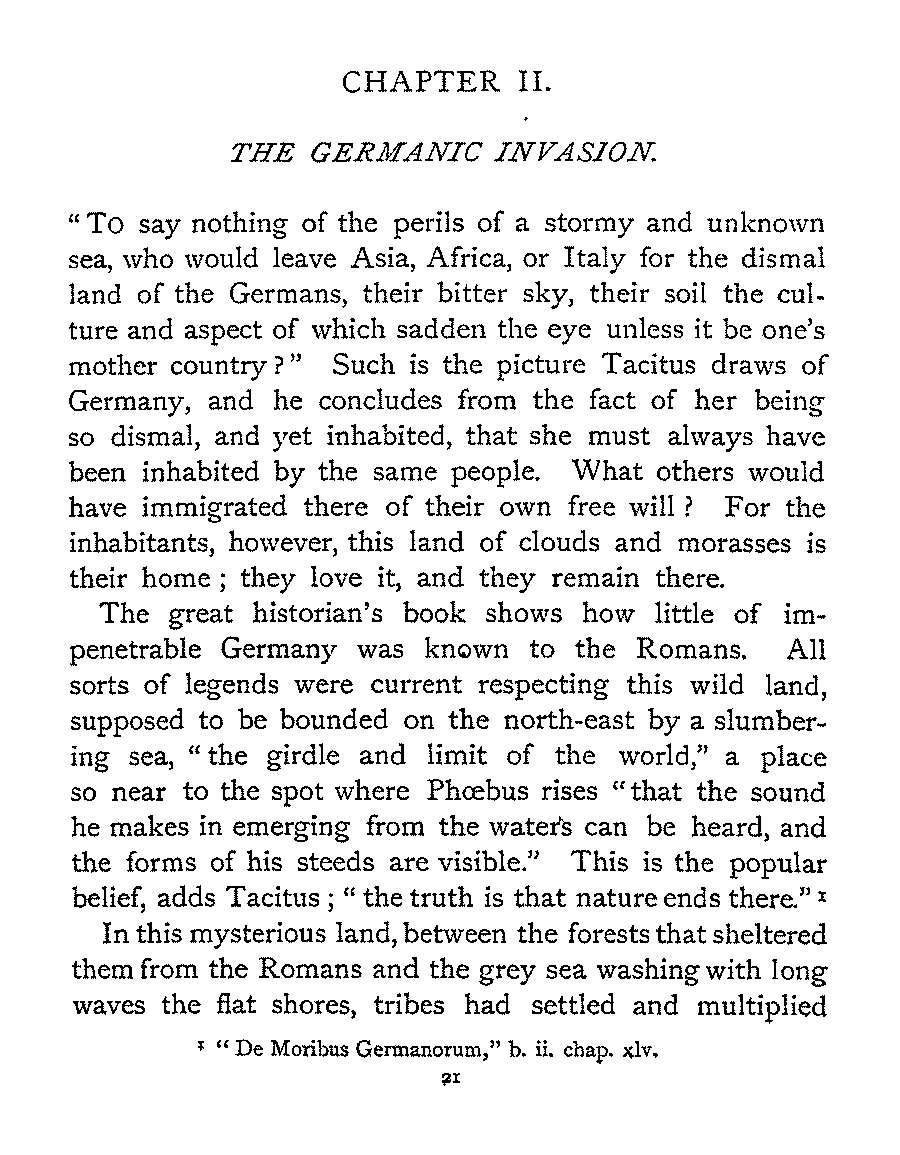 CHAPTER II.
THE GERMANIC INVASION.
“ To say nothing of the perils of a stormy and unknown
sea, who would leave Asia, Africa, or Italy for the dismal
land of the Germans, their bitter sky, their soil the cul-
ture and aspect of which sadden the eye unless it be one’s
mother country ? ” Such is the picture Tacitus draws of
Germany, and he concludes from the fact of her being
so dismal, and yet inhabited, that she must always have
been inhabited by the same people. What others would
have immigrated there of their own free will ? For the
inhabitants, however, this land of clouds and morasses is
their home ; they love it, and they remain there.
The great historian’s book shows how little of im-
penetrable Germany was known to the Romans. All
sorts of legends were current respecting this wild land,
supposed to be bounded on the north-east by a slumber-
ing sea, “ the girdle and limit of the world,” a place
so near to the spot where Phœbus rises “ that the sound
he makes in emerging from the waters can be heard, and
the forms of his steeds are visible.” This is the popular
belief, adds Tacitus ; “ the truth is that nature ends there.” 1
In this mysterious land, between the forests that sheltered
them from the Romans and the grey sea washing with long
waves the flat shores, tribes had settled and multiplied
1 “ De Moribus Germanorum,” b. ii. chap. xlv.
21